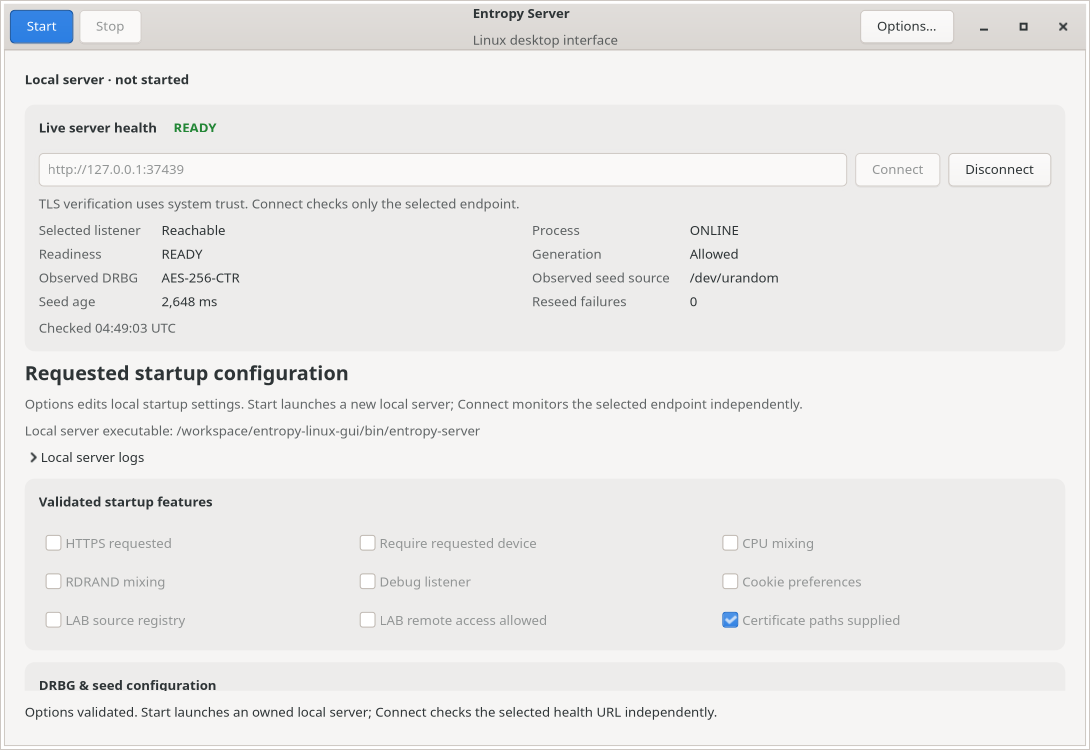 Start
Stop
Entropy Server
Linux desktop interface
Options...
Local server · not started
Live server health READY
http://127.0.0.1:37439
Connect
Disconnect
TLS verification uses system trust. Connect checks only the selected endpoint.
Selected listener Reachable Process ONLINE
Readiness READY Generation Allowed
Observed DRBG AES-256-CTR Observed seed source /dev/urandom
Seed age 2,648 ms Reseed failures 0
Checked 04:49:03 UTC
Requested startup configuration
Options edits local startup settings. Start launches a new local server; Connect monitors the selected endpoint independently.
Local server executable: /workspace/entropy-linux-gui/bin/entropy-server
Local server logs
Validated startup features
HTTPS requested Require requested device CPU mixing
RDRAND mixing Debug listener Cookie preferences
LAB source registry LAB remote access allowed Certificate paths supplied
DRBG & seed configuration
Options validated. Start launches an owned local server; Connect checks the selected health URL independently.